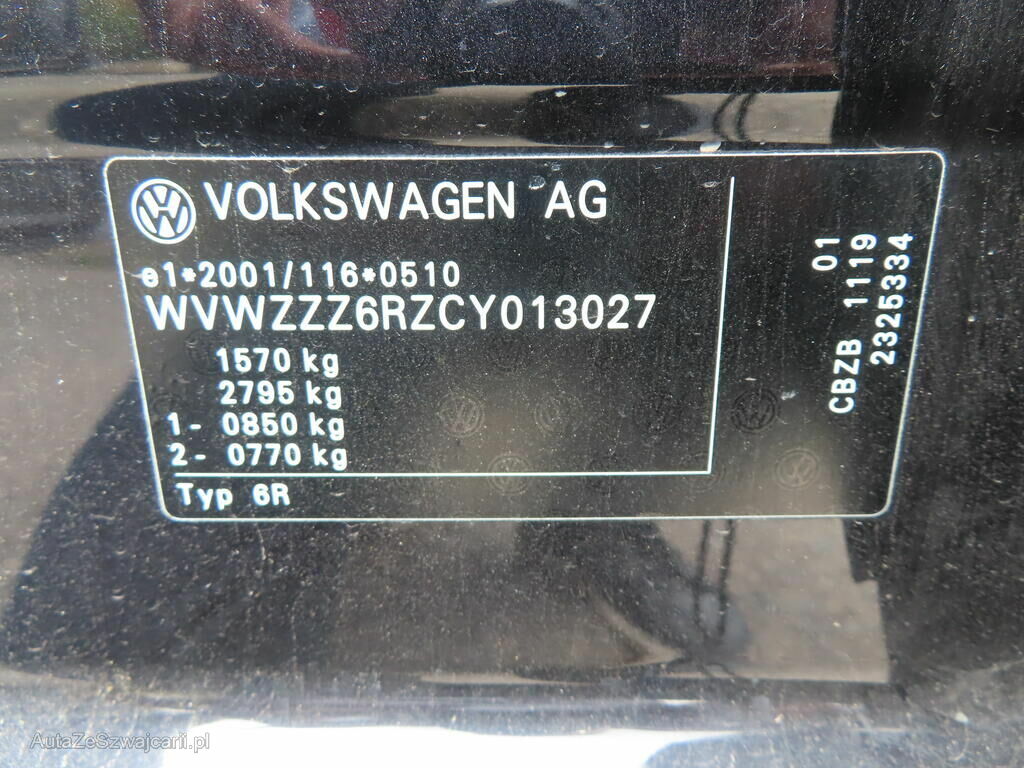 VOLKSWAGEN AG
e1*2001/116*0510
WVWZZZ6RZCY013027
1570 kg
2795 kg
1- 0850 kg
2- 0770 kg
Typ 6R
01
CBZB 1119
2325334
AutaZeSzwajcarii.pl